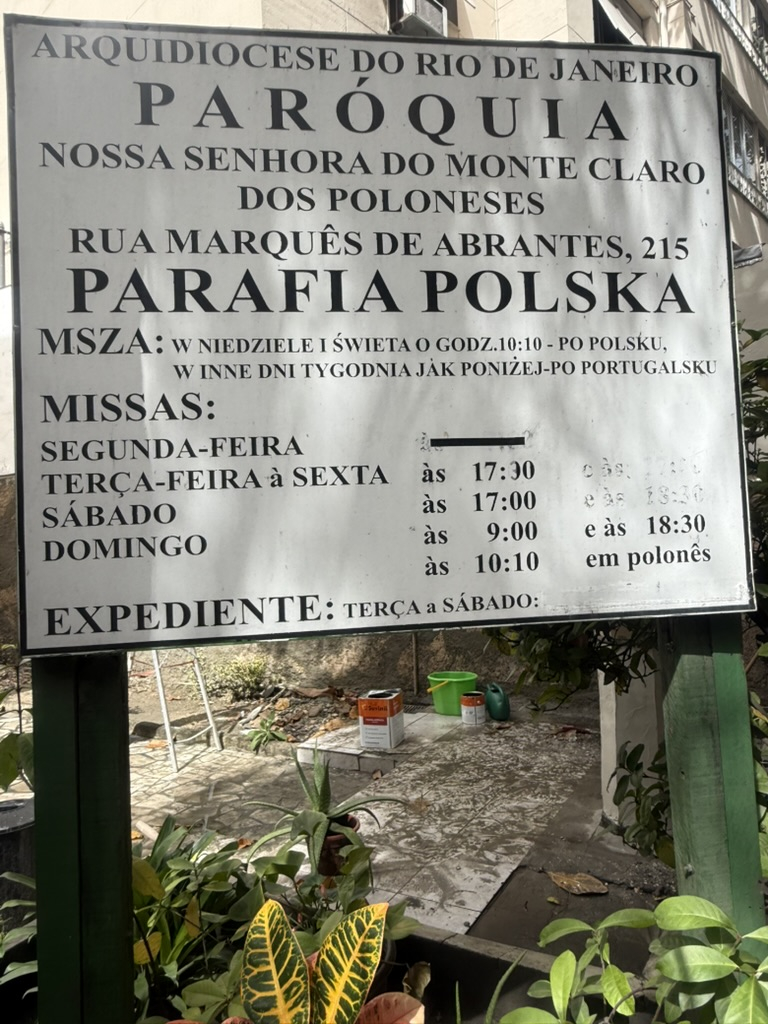 ARQUIDIOCESE DO RIO DE JANEIRO
PARÓQUIA
NOSSA SENHORA DO MONTE CLARO
DOS POLONESES
RUA MARQUÊS DE ABRANTES, 215
PARAFIA POLSKA
MSZA: W NIEDZIELE I ŚWIETA O GODZ.10:10 - PO POLSKU,
W INNE DNI TYGODNIA JAK PONIŻEJ-PO PORTUGALSKU
MISSAS:
SEGUNDA-FEIRA
TERÇA-FEIRA à SEXTA às 17:30
SÁBADO às 17:00
DOMINGO às 9:00 e às 18:30
às 10:10 em polonês
EXPEDIENTE: TERÇA a SÁBADO: